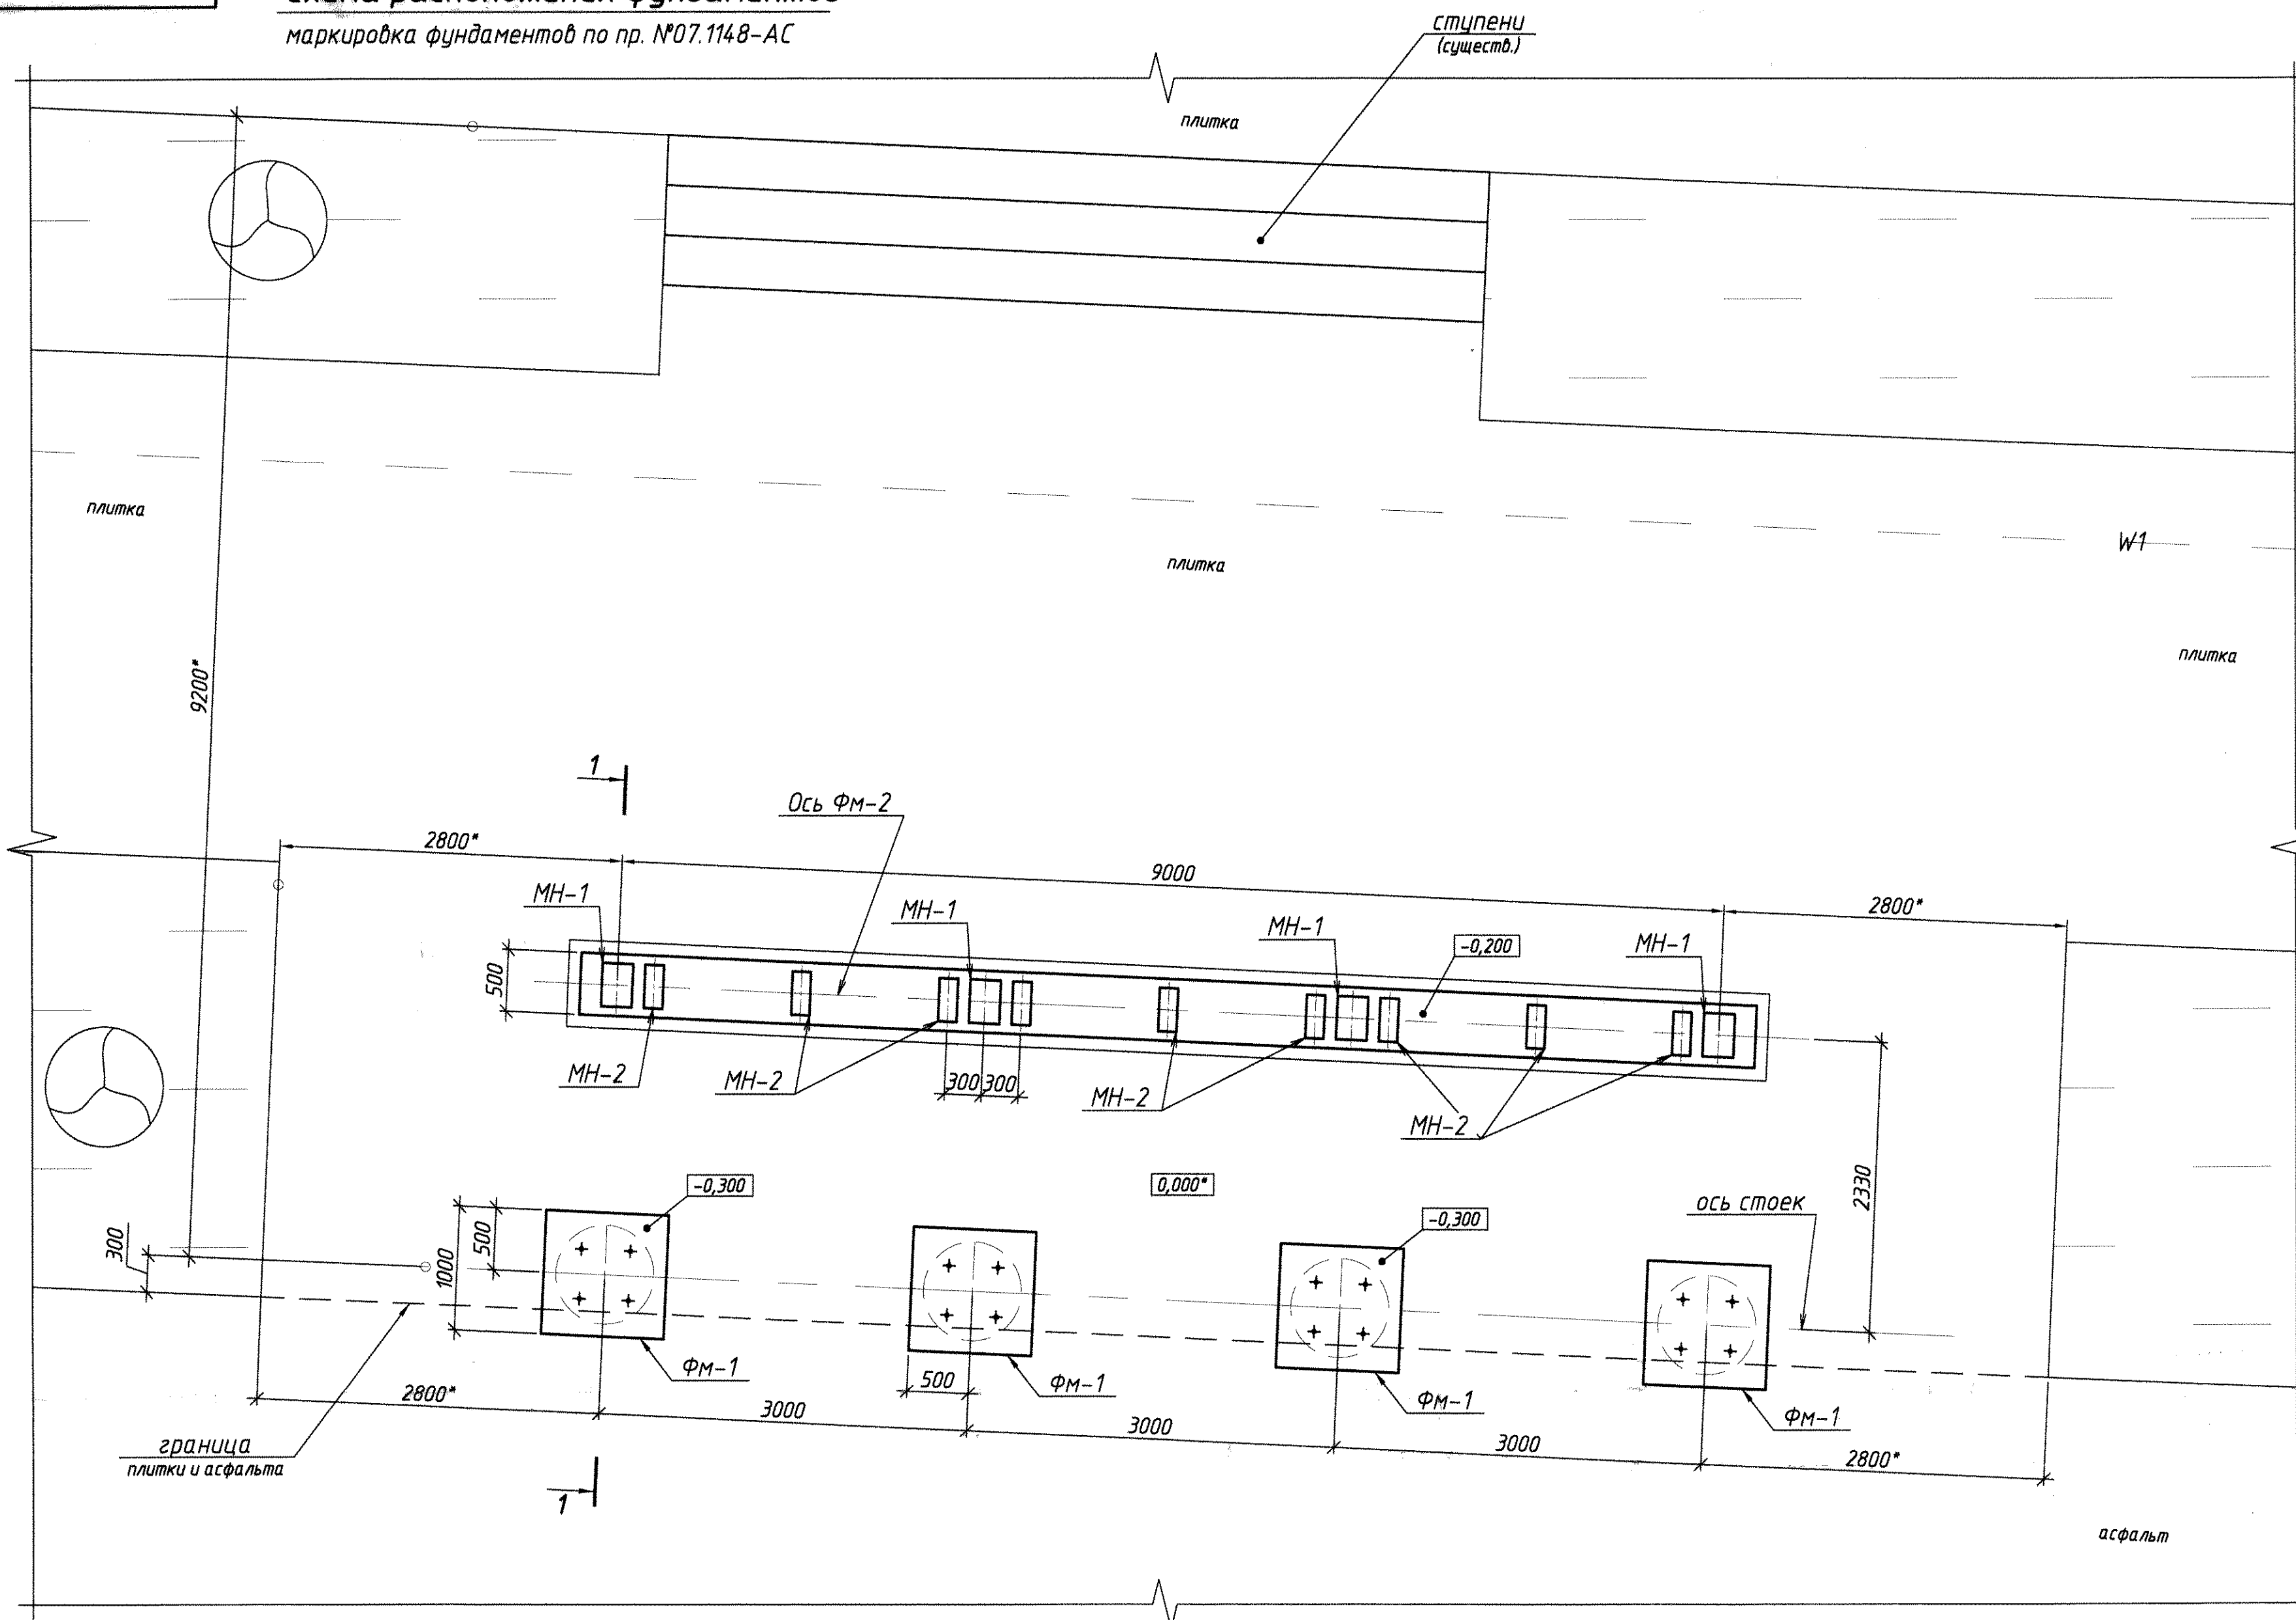 маркировка фундаментов по пр. №07.1148-АС
ступени
(существ.)
плитка
плитка
плитка
W1
плитка
9200*
1
Ось Фм-2
2800*
9000
2800*
МН-1
МН-1
МН-1
-0,200
МН-1
500
МН-2
МН-2
300
300
МН-2
МН-2
2330
-0,300
0,000*
-0,300
ось стоек
300
1000
500
Фм-1
500
Фм-1
Фм-1
Фм-1
2800*
3000
3000
3000
2800*
граница
плитки и асфальта
1
асфальт